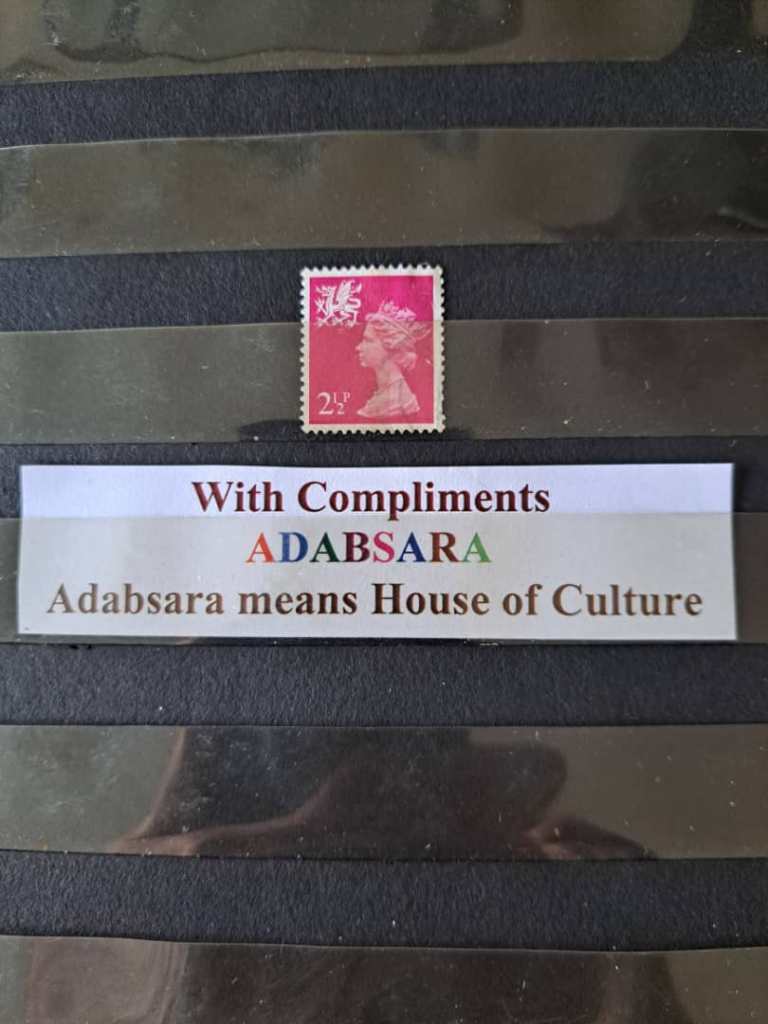 2½P
With Compliments
ADABSARA
Adabsara means House of Culture